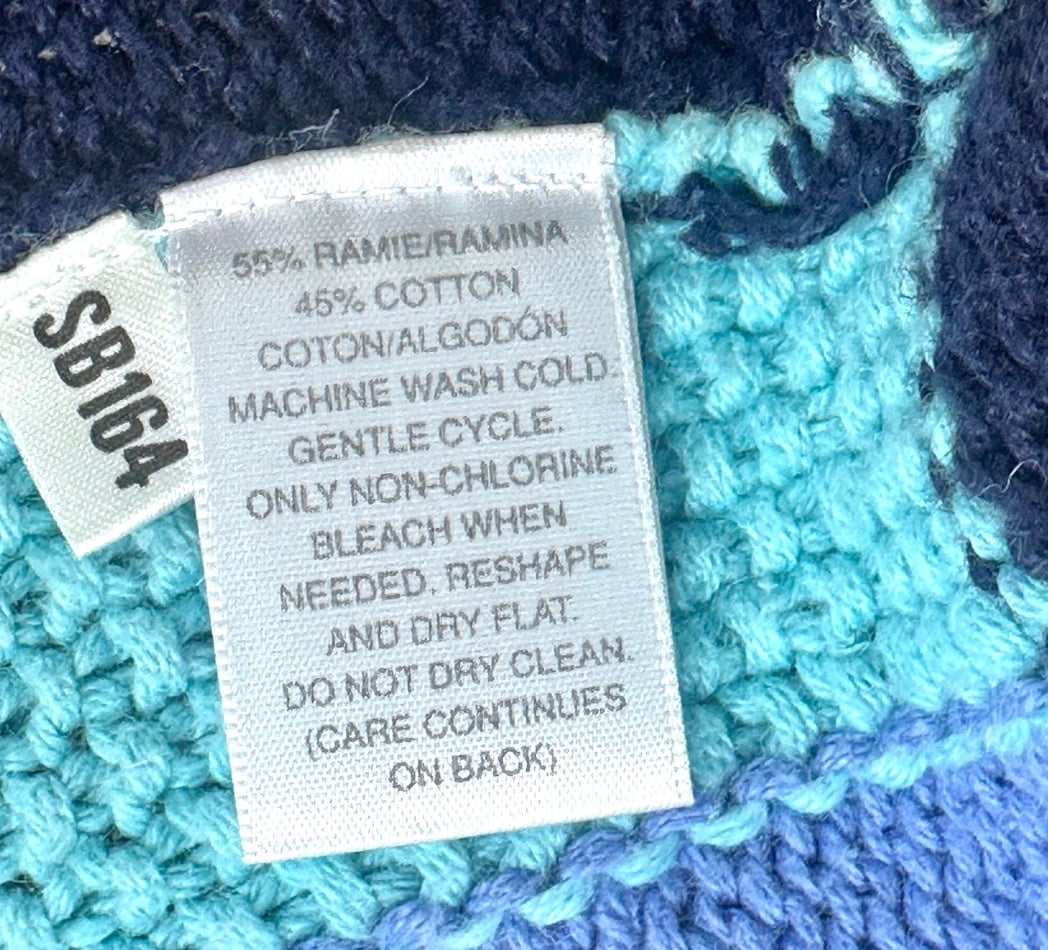 SB164
55% RAMIE/RAMINA
45% COTTON
COTON/ALGODÓN
MACHINE WASH COLD.
GENTLE CYCLE.
ONLY NON-CHLORINE
BLEACH WHEN
NEEDED. RESHAPE
AND DRY FLAT.
DO NOT DRY CLEAN.
(CARE CONTINUES
ON BACK)